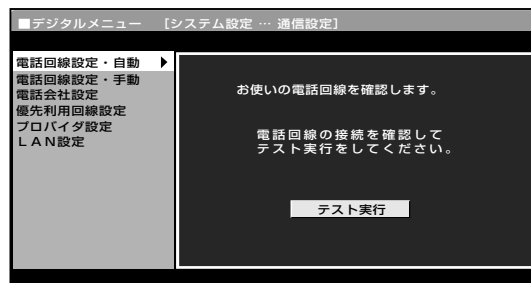 ■デジタルメニュー [システム設定 … 通信設定]
電話回線設定・自動 ▶
電話回線設定・手動
電話会社設定
優先利用回線設定
プロバイダ設定
ＬＡＮ設定
お使いの電話回線を確認します。
電話回線の接続を確認して
テスト実行をしてください。
テスト実行